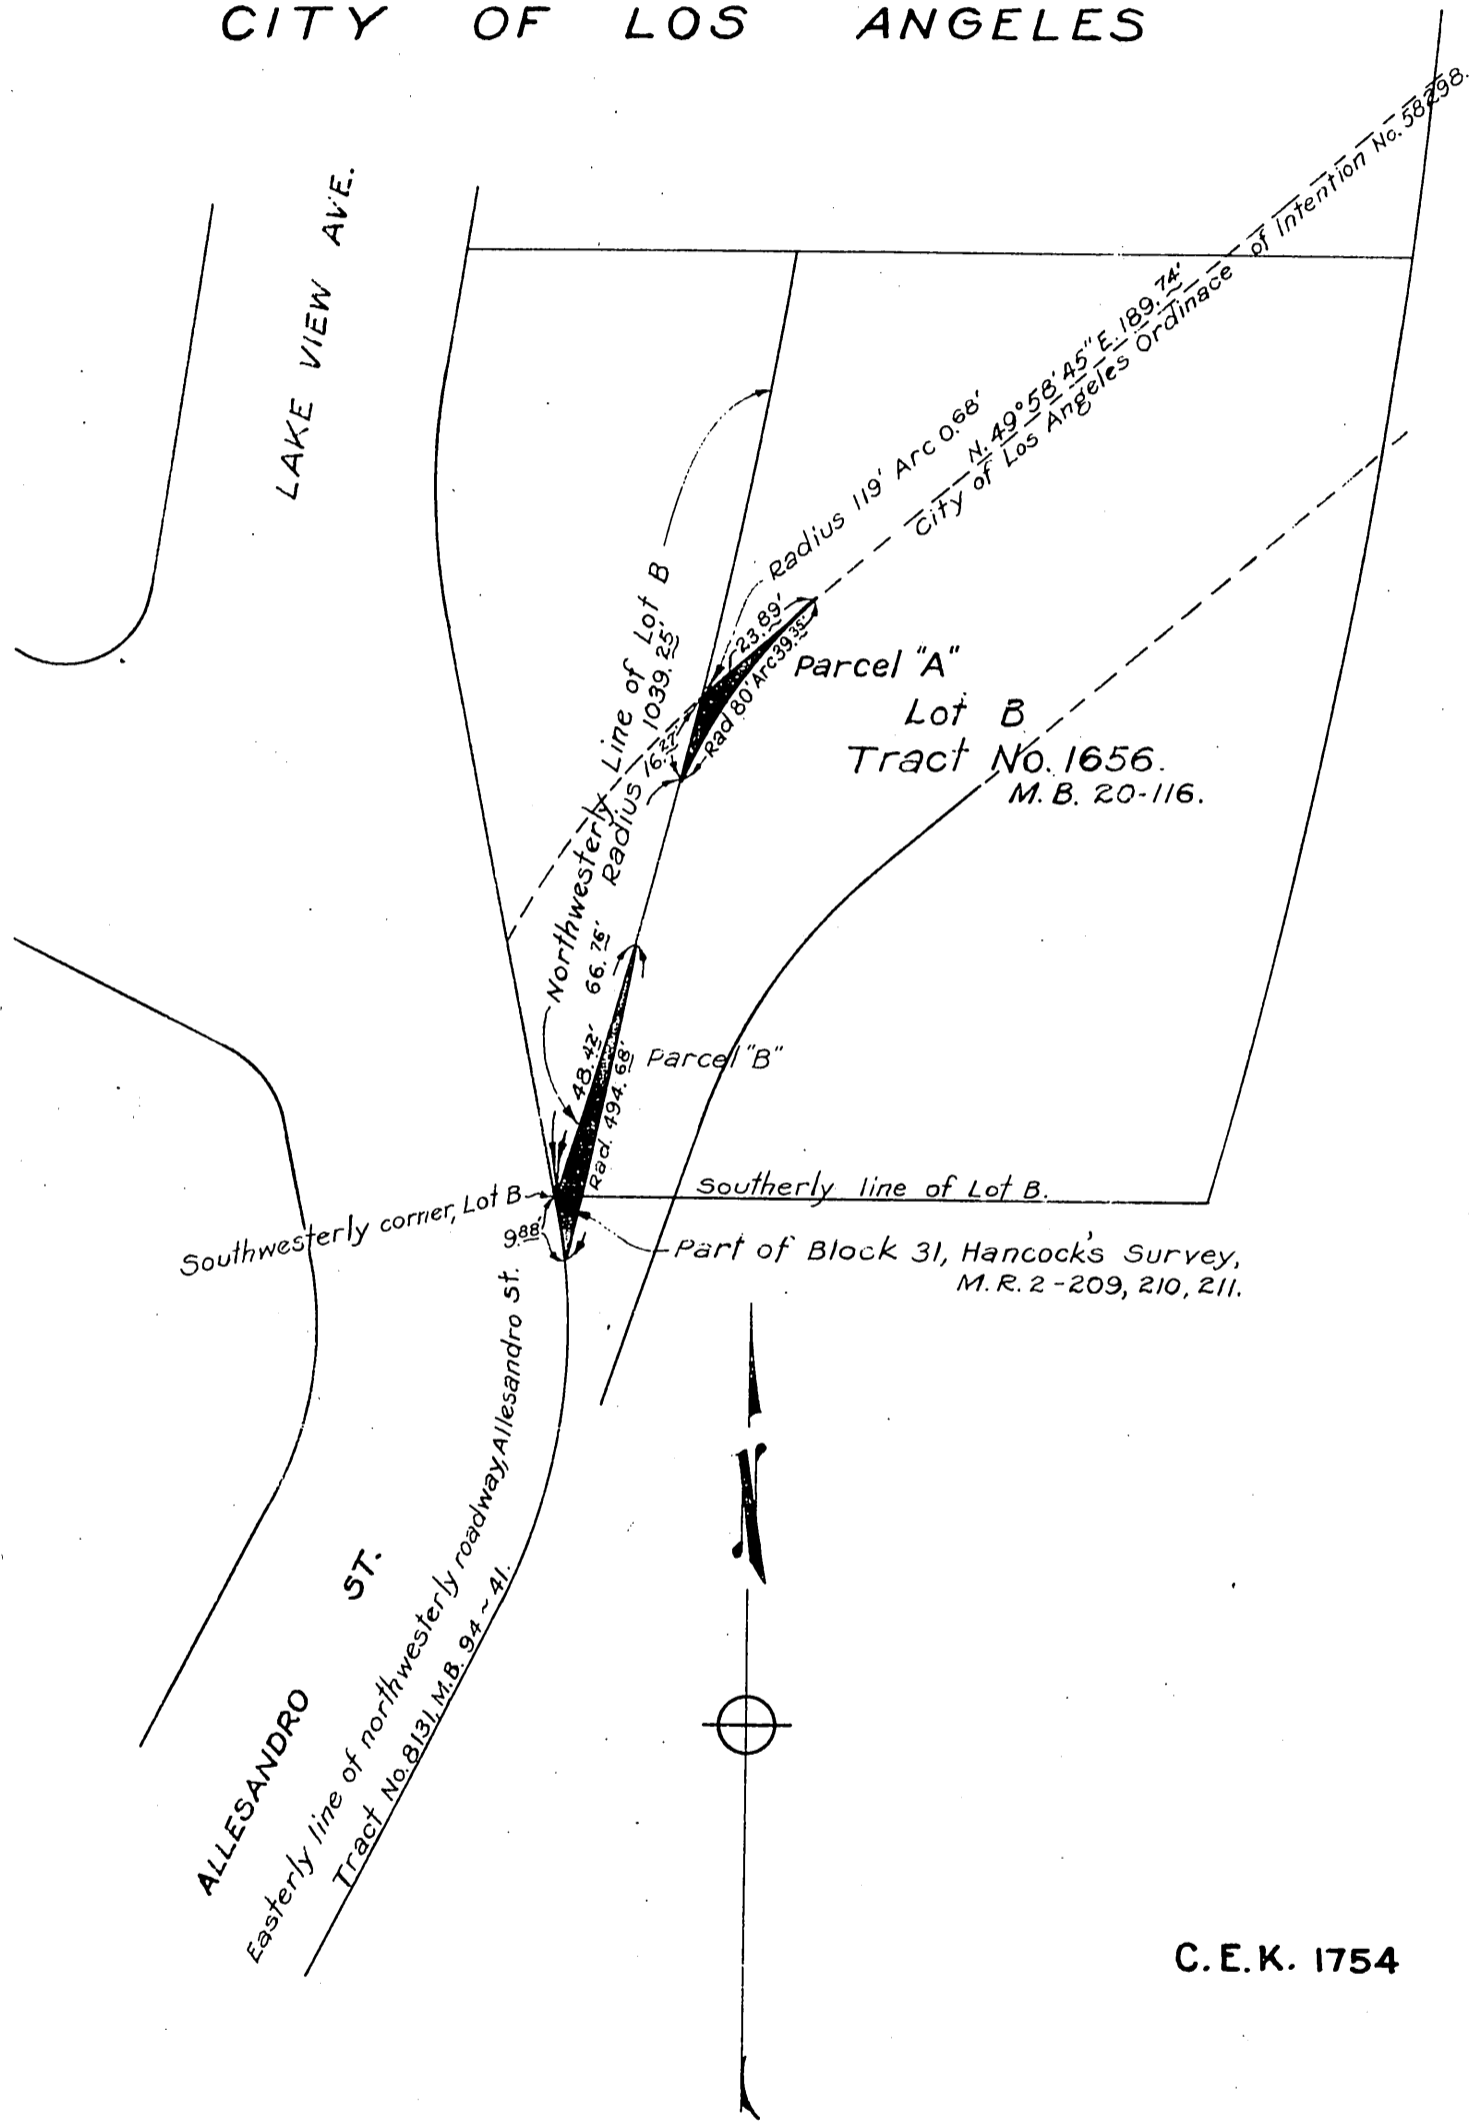 CITY OF LOS ANGELES
LAKE VIEW AVE.
N. 49°58'45"E. 189.74'
City of Los Angeles Ordinace of Intention No. 58298.
Radius 119' Arc 0.68'
Northwesterly Line of Lot B
Radius 1039.25'
23.89'
Rad 80' Arc 39.35'
16.27'
Parcel "A"
Lot B
Tract No. 1656.
M.B. 20-116.
66.76'
48.42'
Rad. 494.68'
Parcel "B"
Southwesterly corner, Lot B
Southerly line of Lot B.
9.88'
Part of Block 31, Hancock's Survey,
M.R. 2-209, 210, 211.
ALLESANDRO ST.
Easterly line of northwesterly roadway, Allesandro St.
Tract No. 8131, M.B. 94~41.
N
C.E.K. 1754